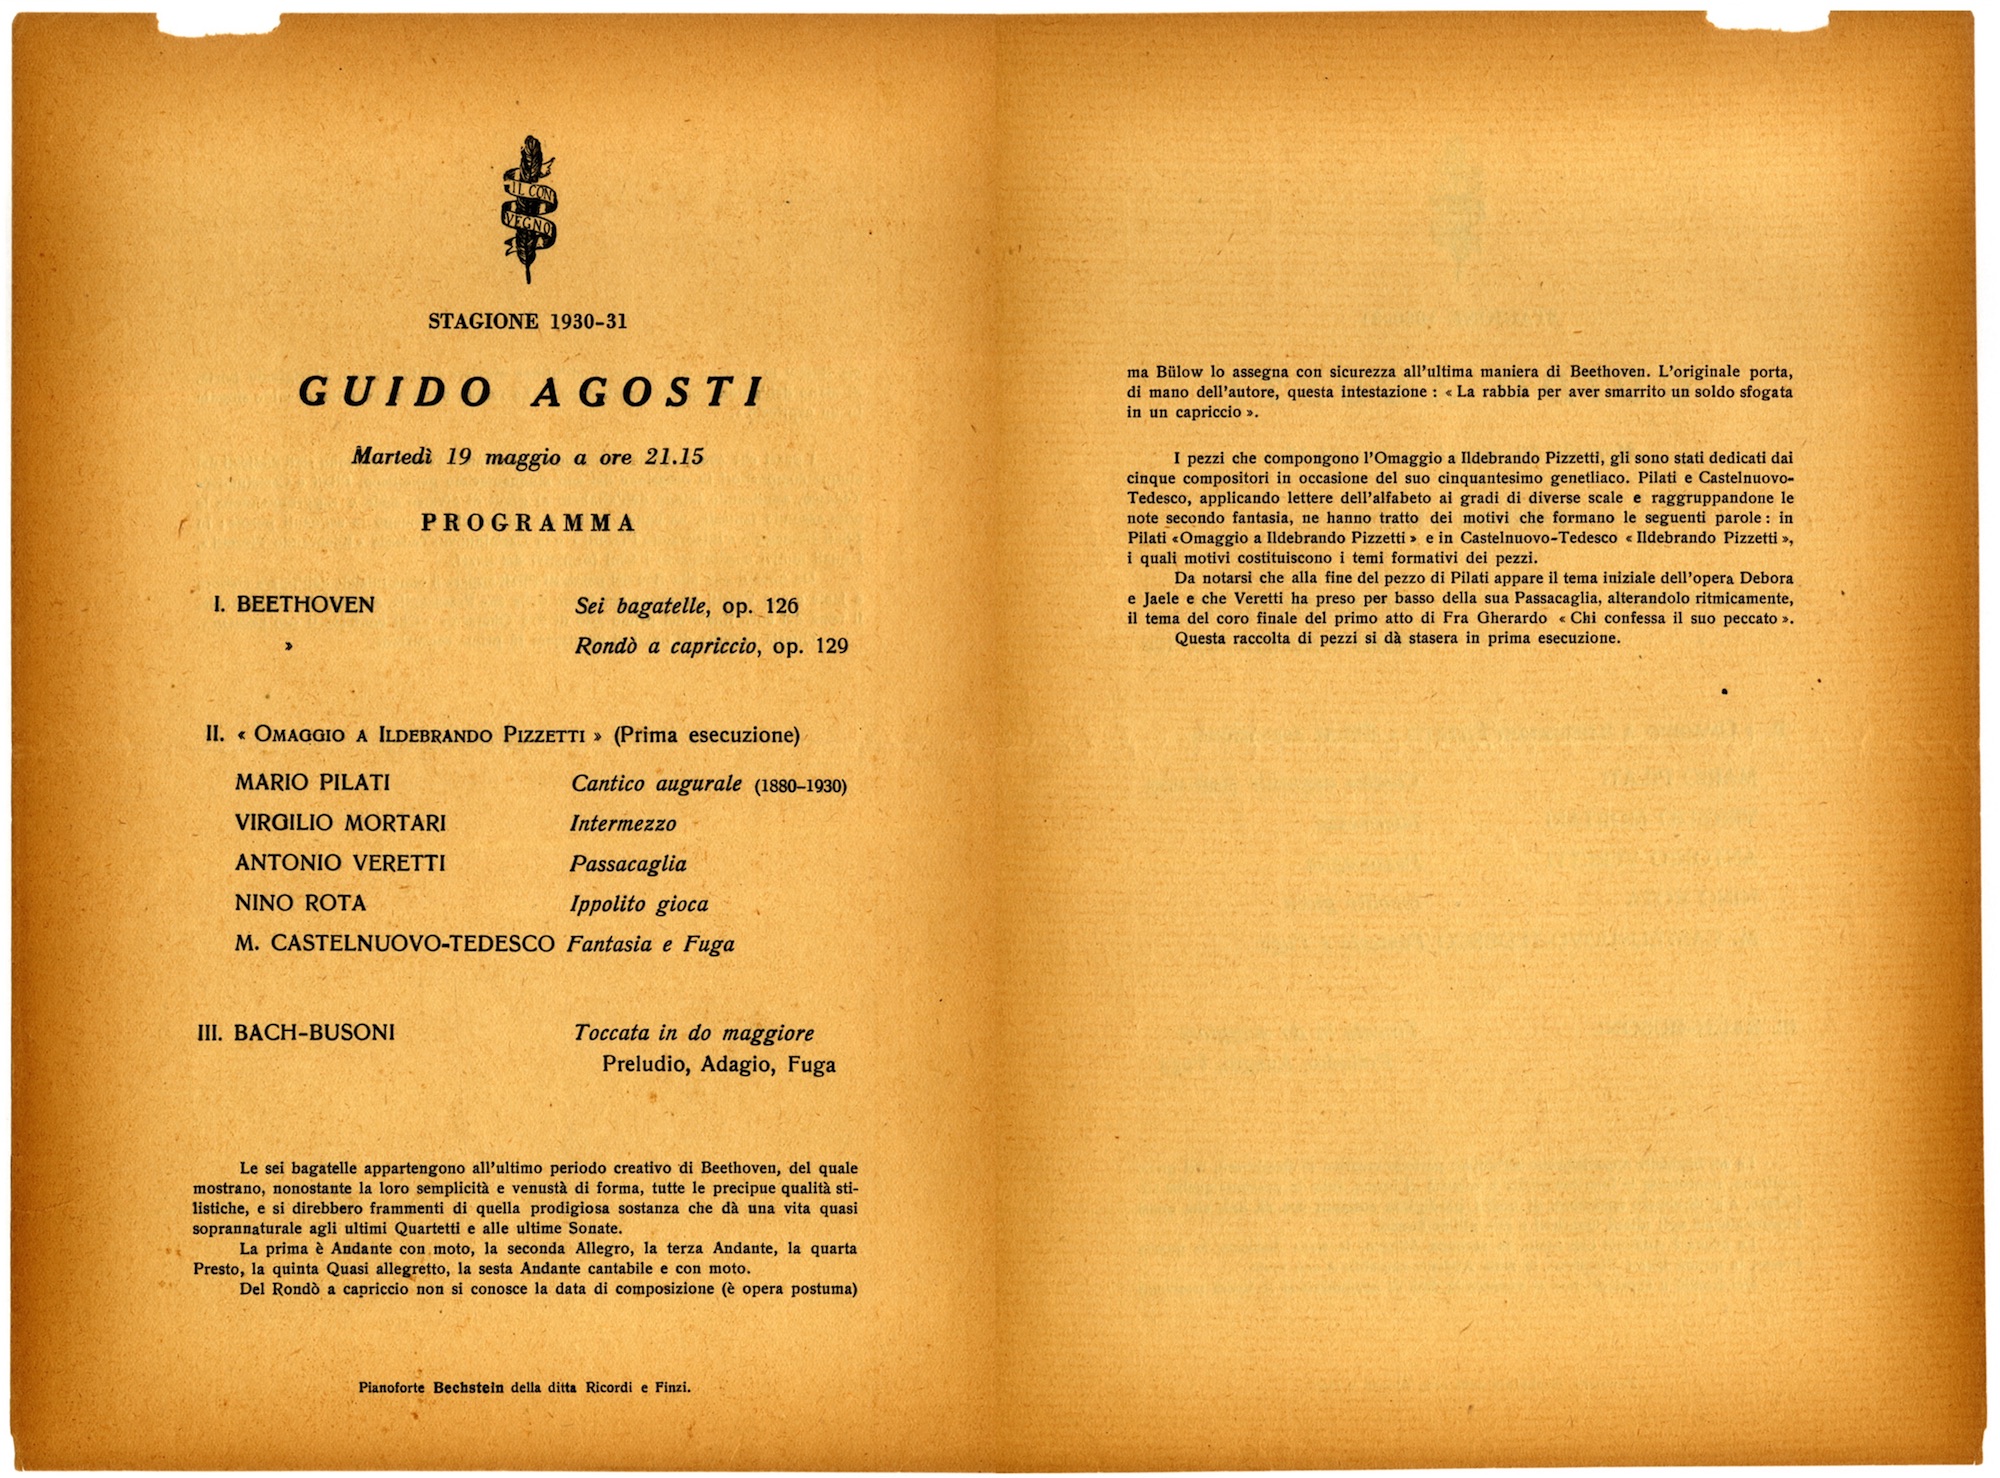 IL CON
VEGNO
STAGIONE 1930-31
GUIDO AGOSTI
Martedì 19 maggio a ore 21.15
PROGRAMMA
I. BEETHOVEN Sei bagatelle, op. 126
» Rondò a capriccio, op. 129
II. « OMAGGIO A ILDEBRANDO PIZZETTI » (Prima esecuzione)
MARIO PILATI Cantico augurale (1880-1930)
VIRGILIO MORTARI Intermezzo
ANTONIO VERETTI Passacaglia
NINO ROTA Ippolito gioca
M. CASTELNUOVO-TEDESCO Fantasia e Fuga
III. BACH-BUSONI Toccata in do maggiore
Preludio, Adagio, Fuga
Le sei bagatelle appartengono all'ultimo periodo creativo di Beethoven, del quale
mostrano, nonostante la loro semplicità e venustà di forma, tutte le precipue qualità sti-
listiche, e si direbbero frammenti di quella prodigiosa sostanza che dà una vita quasi
soprannaturale agli ultimi Quartetti e alle ultime Sonate.
La prima è Andante con moto, la seconda Allegro, la terza Andante, la quarta
Presto, la quinta Quasi allegretto, la sesta Andante cantabile e con moto.
Del Rondò a capriccio non si conosce la data di composizione (è opera postuma)
Pianoforte Bechstein della ditta Ricordi e Finzi.
ma Bülow lo assegna con sicurezza all'ultima maniera di Beethoven. L'originale porta,
di mano dell'autore, questa intestazione : « La rabbia per aver smarrito un soldo sfogata
in un capriccio ».
I pezzi che compongono l'Omaggio a Ildebrando Pizzetti, gli sono stati dedicati dai
cinque compositori in occasione del suo cinquantesimo genetliaco. Pilati e Castelnuovo-
Tedesco, applicando lettere dell'alfabeto ai gradi di diverse scale e raggruppandone le
note secondo fantasia, ne hanno tratto dei motivi che formano le seguenti parole : in
Pilati «Omaggio a Ildebrando Pizzetti » e in Castelnuovo-Tedesco « Ildebrando Pizzetti »,
i quali motivi costituiscono i temi formativi dei pezzi.
Da notarsi che alla fine del pezzo di Pilati appare il tema iniziale dell'opera Debora
e Jaele e che Veretti ha preso per basso della sua Passacaglia, alterandolo ritmicamente,
il tema del coro finale del primo atto di Fra Gherardo « Chi confessa il suo peccato ».
Questa raccolta di pezzi si dà stasera in prima esecuzione.